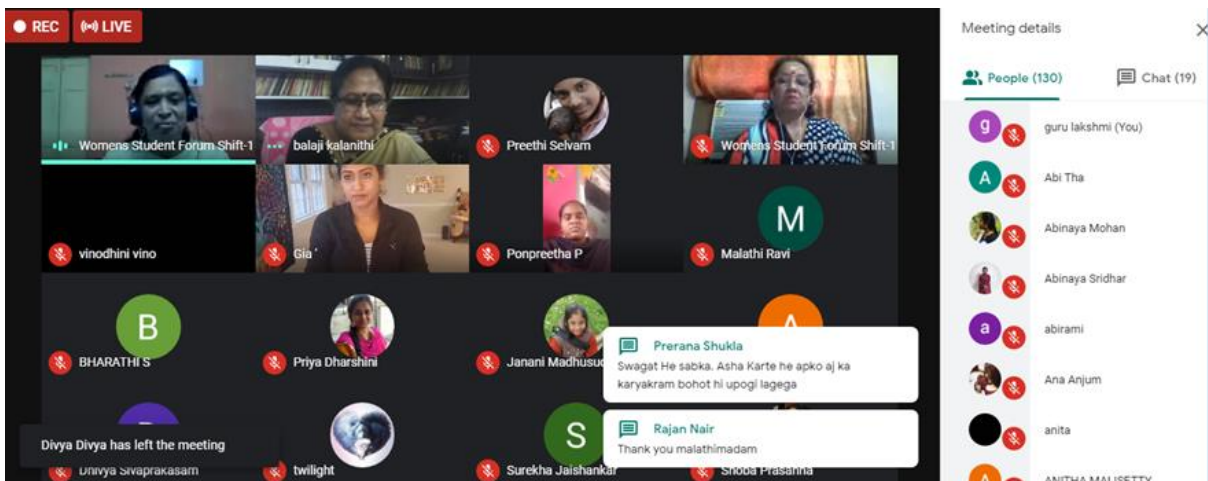 REC
LIVE
Womens Student Forum Shift-1
balaji kalanithi
Preethi Selvam
Womens Student Forum Shift-1
vinodhini vino
Gia '
Ponpreetha P
M
Malathi Ravi
B
BHARATHI S
Priya Dharshini
Janani Madhusud
A
Divya Divya has left the meeting
Dhivya Sivaprakasam
twilight
S
Surekha Jaishankar
Shoba Prasanna
Prerana Shukla
Swagat He sabka. Asha Karte he apko aj ka
karyakram bohot hi upogi lagega
Rajan Nair
Thank you malathimadam
Meeting details
People (130)
Chat (19)
g
guru lakshmi (You)
A
Abi Tha
Abinaya Mohan
Abinaya Sridhar
a
abirami
Ana Anjum
anita
A
ANITHA MALISETTY